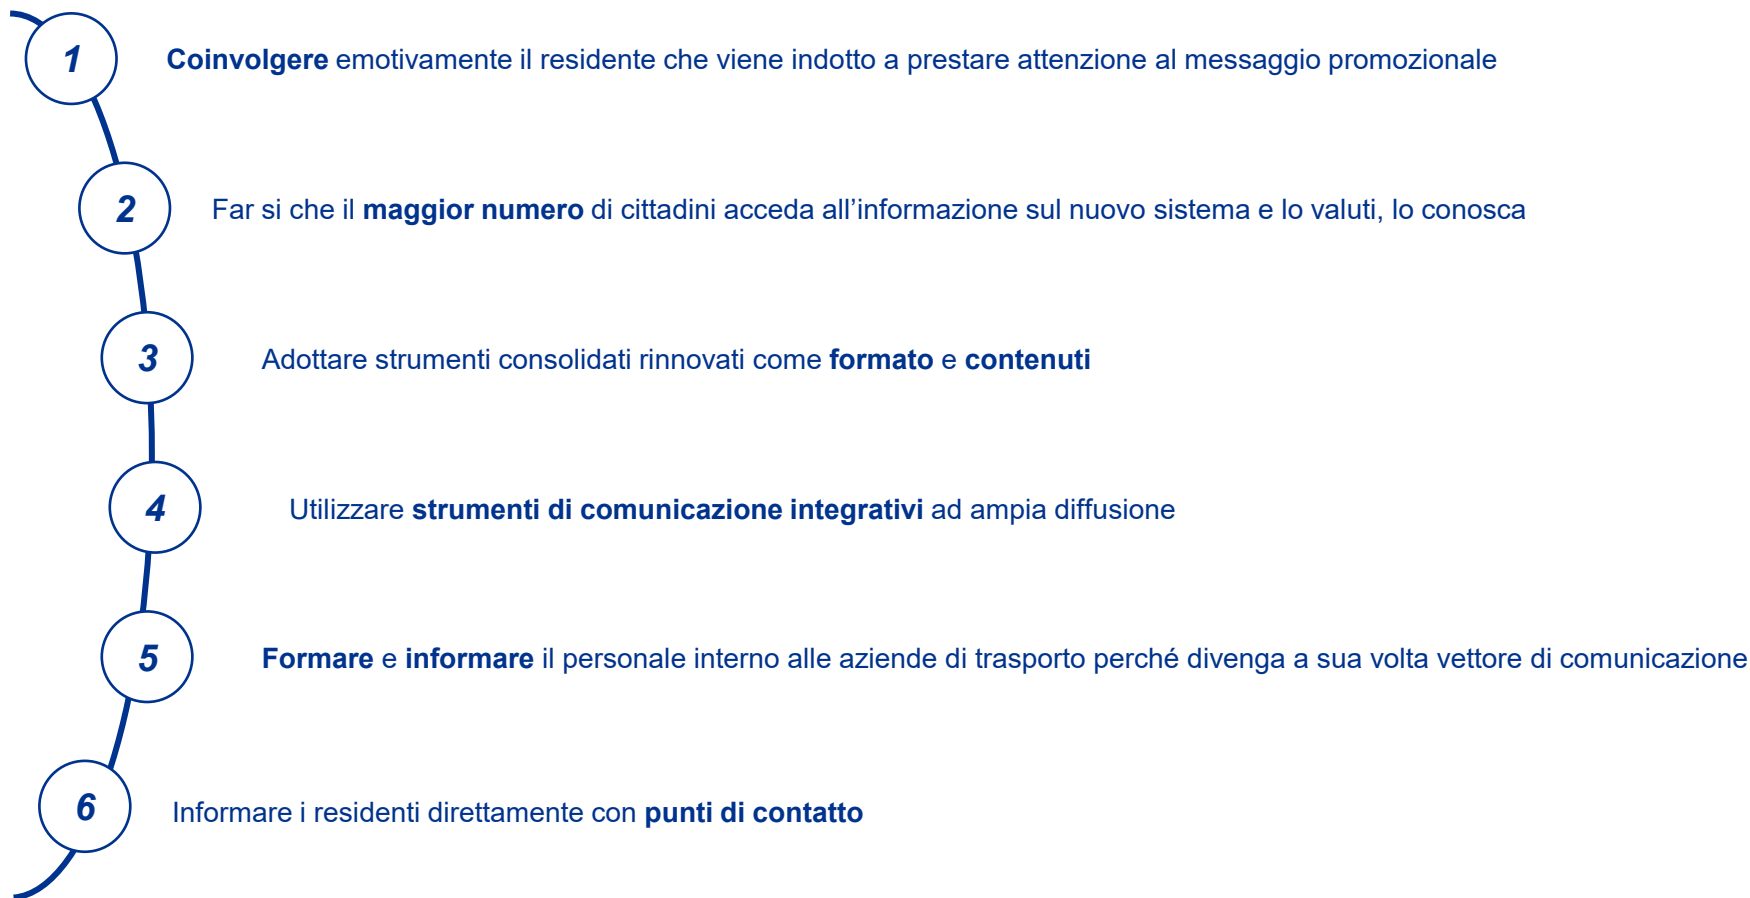 1
Coinvolgere emotivamente il residente che viene indotto a prestare attenzione al messaggio promozionale
2
Far si che il maggior numero di cittadini acceda all’informazione sul nuovo sistema e lo valuti, lo conosca
3
Adottare strumenti consolidati rinnovati come formato e contenuti
4
Utilizzare strumenti di comunicazione integrativi ad ampia diffusione
5
Formare e informare il personale interno alle aziende di trasporto perché divenga a sua volta vettore di comunicazione
6
Informare i residenti direttamente con punti di contatto